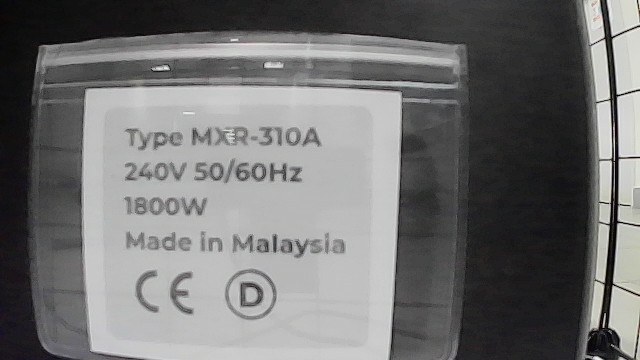 Type MXR-310A
240V 50/60Hz
1800W
Made in Malaysia
CE D